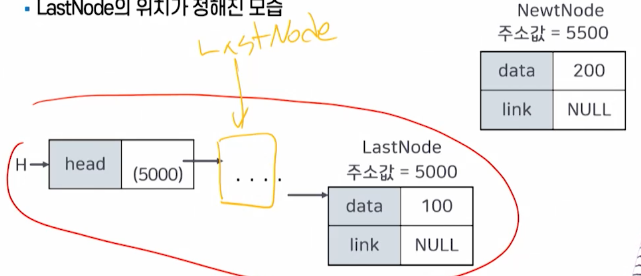 ▪ LastNode의 위치가 정해진 모습
LastNode
NewtNode
주소값 = 5500
data 200
link NULL
H head (5000) ....
LastNode
주소값 = 5000
data 100
link NULL